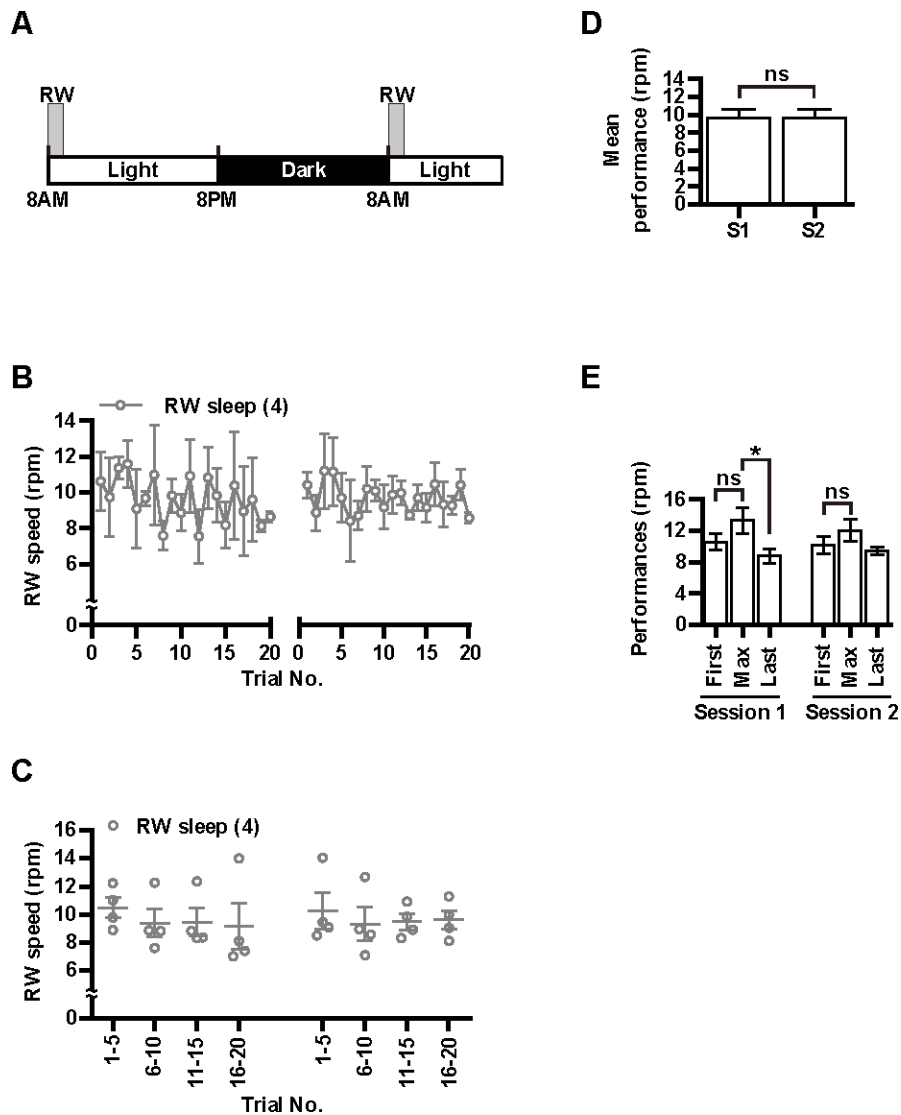 A
RW
RW
Light
Dark
Light
8AM
8PM
8AM
D
Mean
performance (rpm)
14
12
10
8
6
4
2
0
ns
S1
S2
B
RW sleep (4)
RW speed (rpm)
14
12
10
8
6
0
0 5 10 15 20
0 5 10 15 20
Trial No.
E
Performances (rpm)
16
12
8
4
0
ns
*
ns
First
Max
Last
First
Max
Last
Session 1
Session 2
C
RW sleep (4)
RW speed (rpm)
16
14
12
10
8
6
0
1-5
6-10
11-15
16-20
1-5
6-10
11-15
16-20
Trial No.